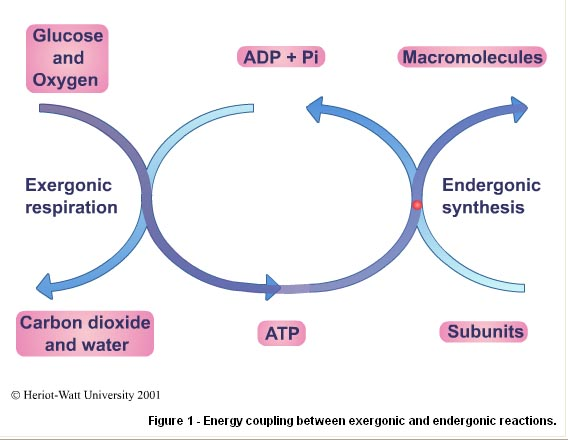 Glucose
and
Oxygen
ADP + Pi
Macromolecules
Exergonic
respiration
Endergonic
synthesis
Carbon dioxide
and water
ATP
Subunits
© Heriot-Watt University 2001
Figure 1 - Energy coupling between exergonic and endergonic reactions.